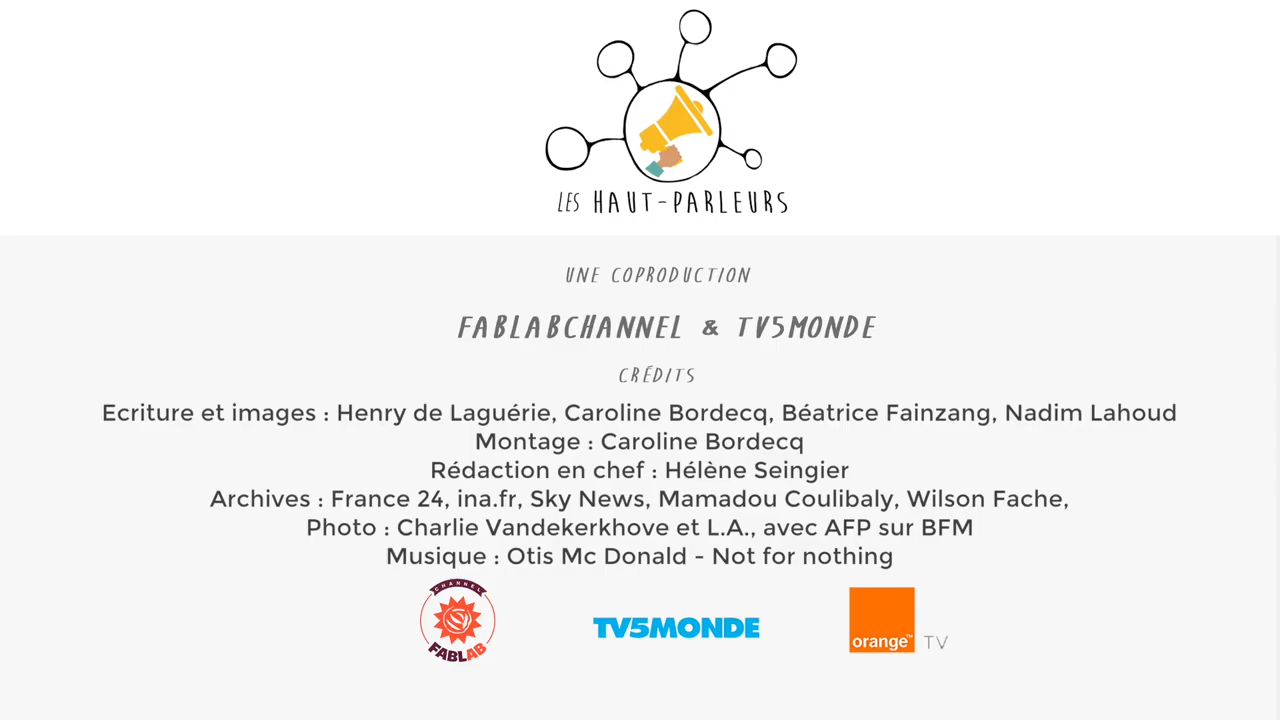 LES HAUT-PARLEURS
UNE COPRODUCTION
FABLABCHANNEL & TV5MONDE
CRÉDITS
Ecriture et images : Henry de Laguérie, Caroline Bordecq, Béatrice Fainzang, Nadim Lahoud
Montage : Caroline Bordecq
Rédaction en chef : Hélène Seingier
Archives : France 24, ina.fr, Sky News, Mamadou Coulibaly, Wilson Fache,
Photo : Charlie Vandekerkhove et L.A., avec AFP sur BFM
Musique : Otis Mc Donald - Not for nothing
CHANNEL
FABLAB
TV5MONDE
orange™ TV